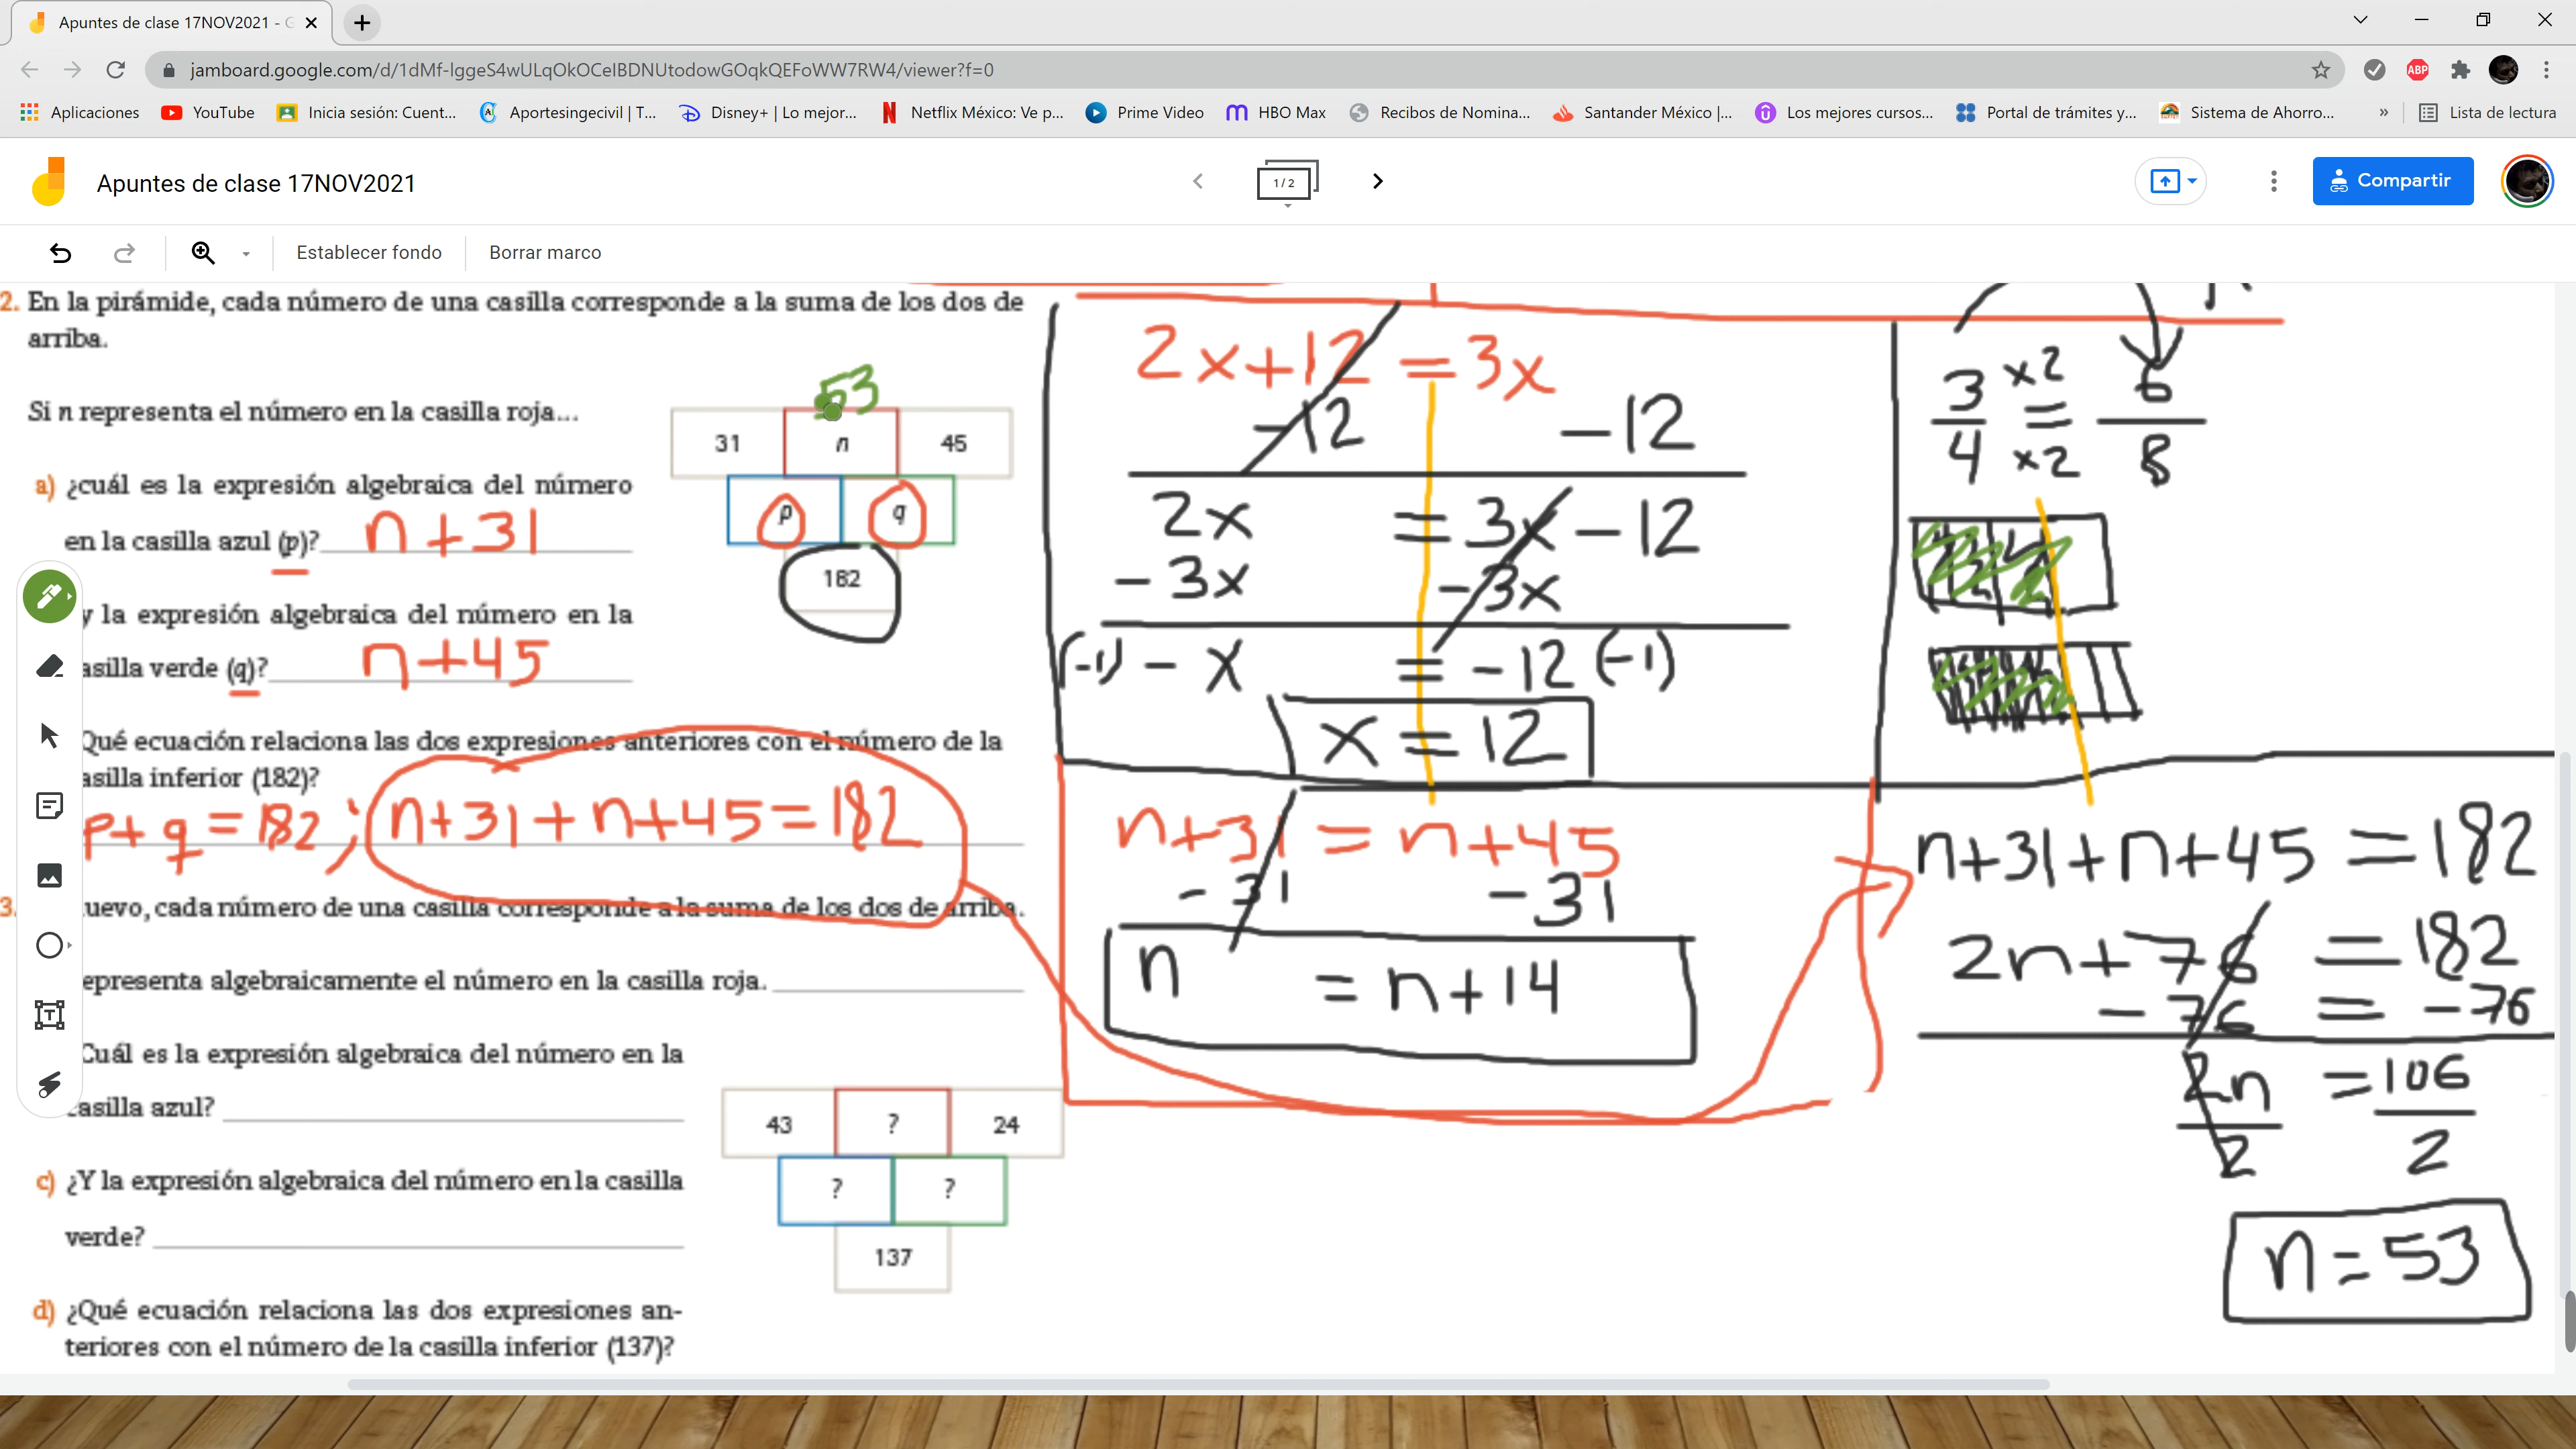 Apuntes de clase 17NOV2021 - G
jamboard.google.com/d/1dMf-lggeS4wULqOkOCeIBDNUtodowGOqkQEFoWW7RW4/viewer?f=0
ABP
Aplicaciones
YouTube
Inicia sesión: Cuent...
Aportesingecivil | T...
Disney+ | Lo mejor...
Netflix México: Ve p...
Prime Video
HBO Max
Recibos de Nomina...
Santander México |...
Los mejores cursos...
Portal de trámites y...
Sistema de Ahorro...
»
Lista de lectura
Apuntes de clase 17NOV2021
1 / 2
Compartir
Establecer fondo
Borrar marco
2. En la pirámide, cada número de una casilla corresponde a la suma de los dos de
arriba.
Si n representa el número en la casilla roja...
53
31 n 45
p q
182
a) ¿cuál es la expresión algebraica del número
en la casilla azul (p)? n+31
y la expresión algebraica del número en la
asilla verde (q)? n+45
Qué ecuación relaciona las dos expresiones anteriores con el número de la
asilla inferior (182)?
p+q=182; n+31+n+45=182
3. uevo, cada número de una casilla corresponde a la suma de los dos de arriba.
epresenta algebraicamente el número en la casilla roja.
Cuál es la expresión algebraica del número en la
casilla azul?
c) ¿Y la expresión algebraica del número en la casilla
verde?
d) ¿Qué ecuación relaciona las dos expresiones an-
teriores con el número de la casilla inferior (137)?
43 ? 24
? ?
137
2x+12 = 3x
-12 -12
2x = 3x-12
-3x -3x
(-1) -x = -12 (-1)
x = 12
n+31 = n+45
-31 -31
n = n+14
3 x2 6
=
4 x2 8
n+31+n+45 = 182
2n+76 = 182
-76 = -76
2n = 106
2 2
n = 53